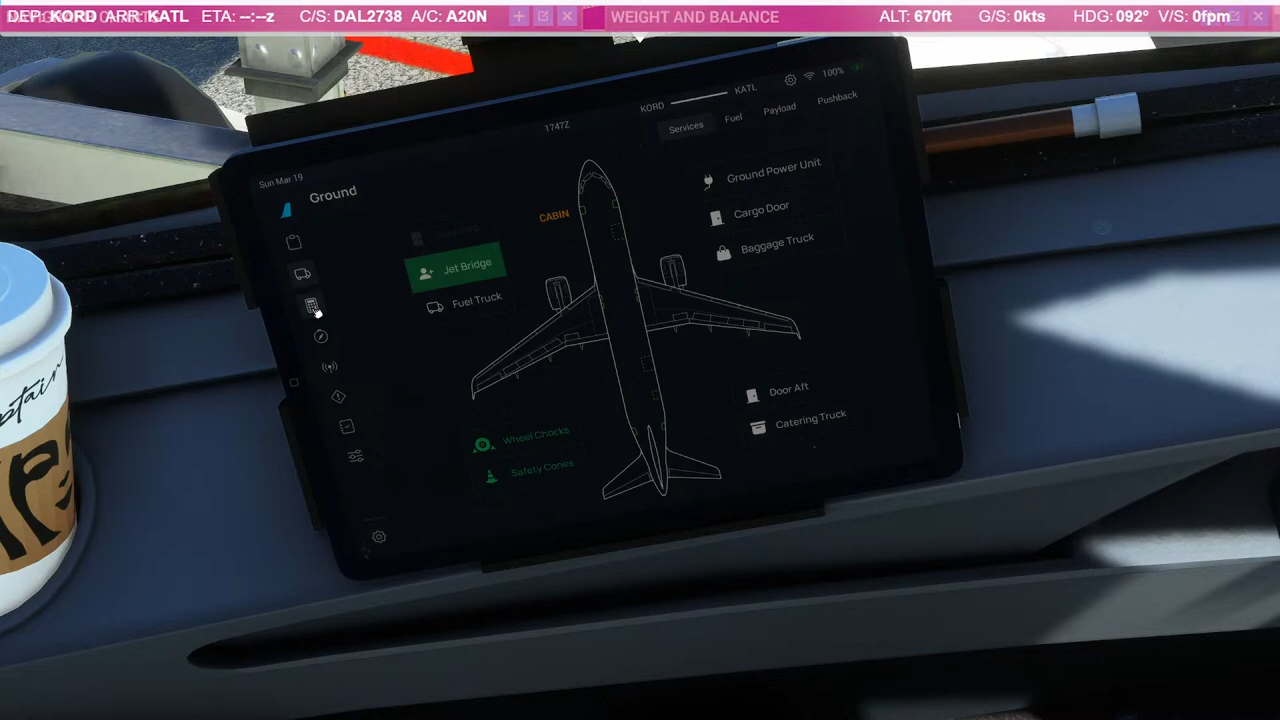 DEP: KORD ARR: KATL ETA: --:--z C/S: DAL2738 A/C: A20N
WEIGHT AND BALANCE
ALT: 670ft G/S: 0kts HDG: 092° V/S: 0fpm
Sun Mar 19
1747Z
KORD KATL
100%
Ground
Services Fuel Payload Pushback
CABIN
Ground Power Unit
Cargo Door
Baggage Truck
Jet Bridge
Fuel Truck
Door Aft
Catering Truck
Wheel Chocks
Safety Cones